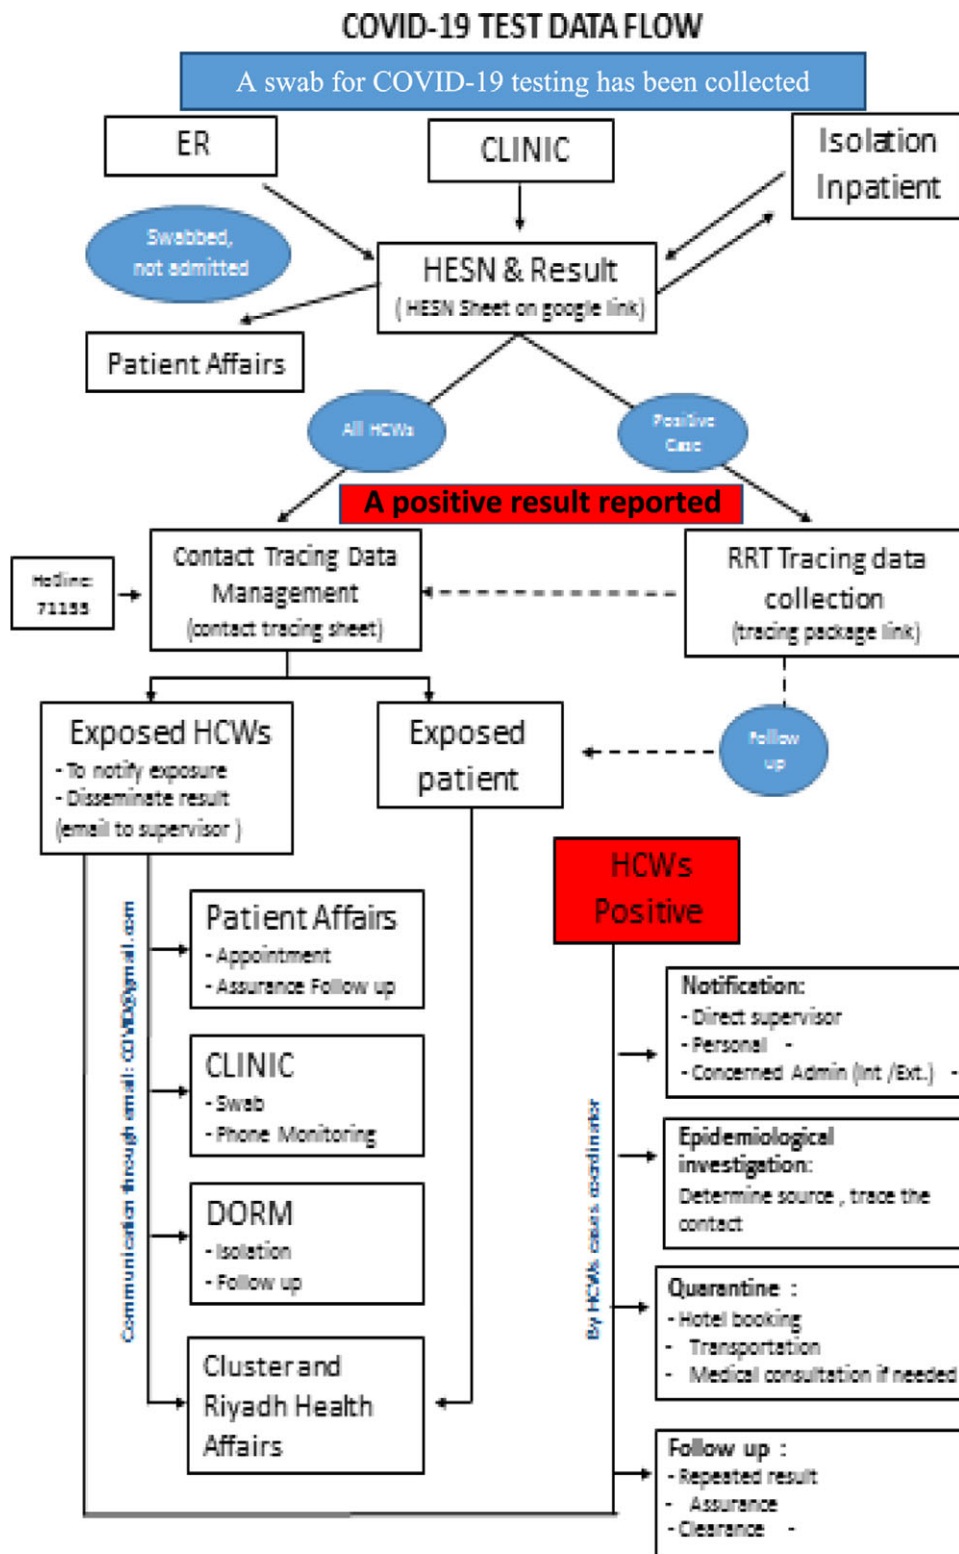 COVID-19 TEST DATA FLOW
A swab for COVID-19 testing has been collected
ER
CLINIC
Isolation
Inpatient
Swabbed,
not admitted
HESN & Result
( HESN Sheet on google link)
Patient Affairs
All HCWs
Positive
Case
A positive result reported
Hotline:
71155
Contact Tracing Data
Management
(contact tracing sheet)
RRT Tracing data
collection
(tracing package link)
Exposed HCWs
- To notify exposure
- Disseminate result
(email to supervisor )
Exposed
patient
Follow
up
HCWs
Positive
Communication through email: COVID@gmail.com
Patient Affairs
- Appointment
- Assurance Follow up
CLINIC
- Swab
- Phone Monitoring
DORM
- Isolation
- Follow up
Cluster and
Riyadh Health
Affairs
By HCWs. cases. coordinator
Notification:
- Direct supervisor
- Personal -
- Concerned Admin (Int /Ext.) -
Epidemiological
investigation:
Determine source , trace the
contact
Quarantine :
- Hotel booking
- Transportation
- Medical consultation if needed
Follow up :
- Repeated result
- Assurance
- Clearance -